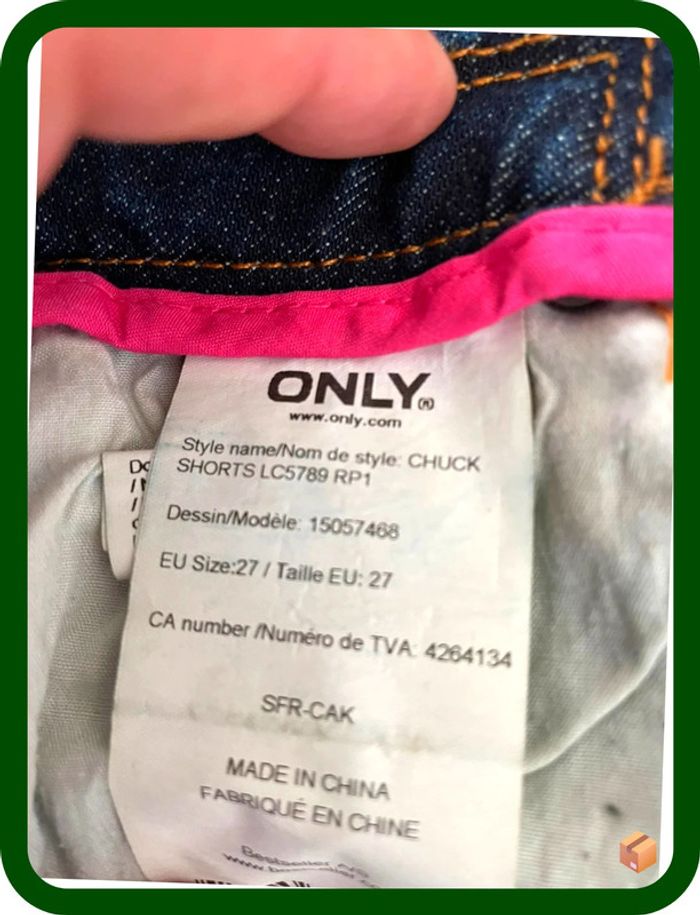 ONLY®
www.only.com
Style name/Nom de style: CHUCK
SHORTS LC5789 RP1
Dessin/Modèle: 15057468
EU Size:27 / Taille EU: 27
CA number /Numéro de TVA: 4264134
SFR-CAK
MADE IN CHINA
FABRIQUÉ EN CHINE
Bestseller A/S